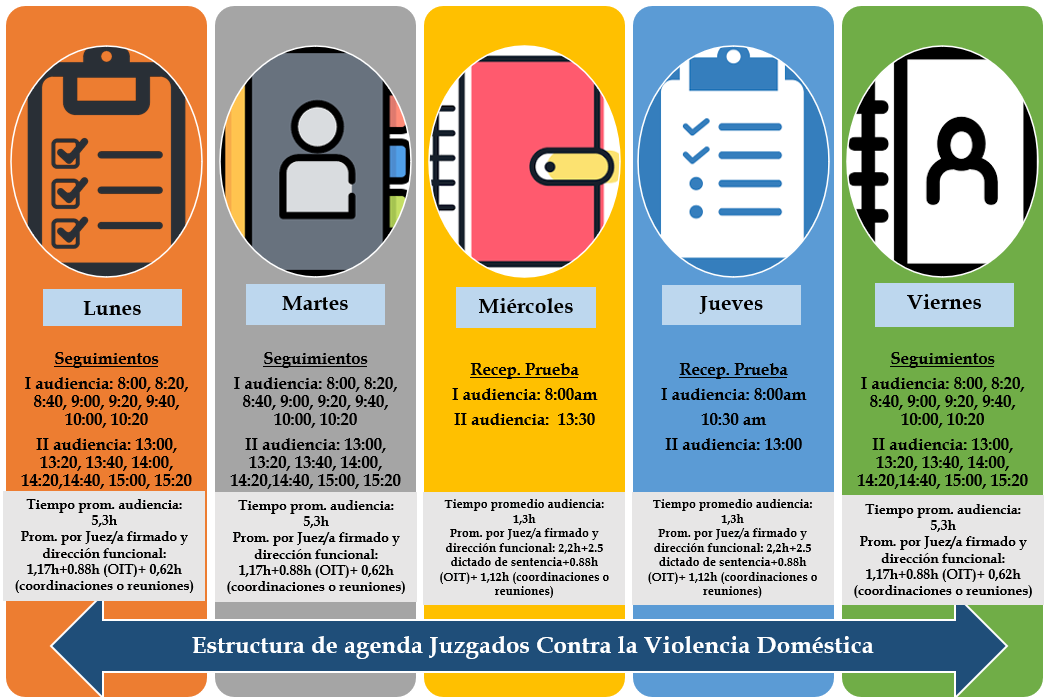 Lunes
Seguimientos
I audiencia: 8:00, 8:20,
8:40, 9:00, 9:20, 9:40,
10:00, 10:20
II audiencia: 13:00,
13:20, 13:40, 14:00,
14:20,14:40, 15:00, 15:20
Tiempo prom. audiencia:
5,3h
Prom. por Juez/a firmado y
dirección funcional:
1,17h+0.88h (OIT)+ 0,62h
(coordinaciones o reuniones)
Martes
Seguimientos
I audiencia: 8:00, 8:20,
8:40, 9:00, 9:20, 9:40,
10:00, 10:20
II audiencia: 13:00,
13:20, 13:40, 14:00,
14:20,14:40, 15:00, 15:20
Tiempo prom. audiencia:
5,3h
Prom. por Juez/a firmado y
dirección funcional:
1,17h+0.88h (OIT)+ 0,62h
(coordinaciones o reuniones)
Miércoles
Recep. Prueba
I audiencia: 8:00am
II audiencia: 13:30
Tiempo promedio audiencia:
1,3h
Prom. por Juez/a firmado y
dirección funcional: 2,2h+2.5
dictado de sentencia+0.88h
(OIT)+ 1,12h (coordinaciones o
reuniones)
Jueves
Recep. Prueba
I audiencia: 8:00am
10:30 am
II audiencia: 13:00
Tiempo promedio audiencia:
1,3h
Prom. por Juez/a firmado y
dirección funcional: 2,2h+2.5
dictado de sentencia+0.88h
(OIT)+ 1,12h (coordinaciones o
reuniones)
Viernes
Seguimientos
I audiencia: 8:00, 8:20,
8:40, 9:00, 9:20, 9:40,
10:00, 10:20
II audiencia: 13:00,
13:20, 13:40, 14:00,
14:20,14:40, 15:00, 15:20
Tiempo prom. audiencia:
5,3h
Prom. por Juez/a firmado y
dirección funcional:
1,17h+0.88h (OIT)+ 0,62h
(coordinaciones o reuniones)
Estructura de agenda Juzgados Contra la Violencia Doméstica